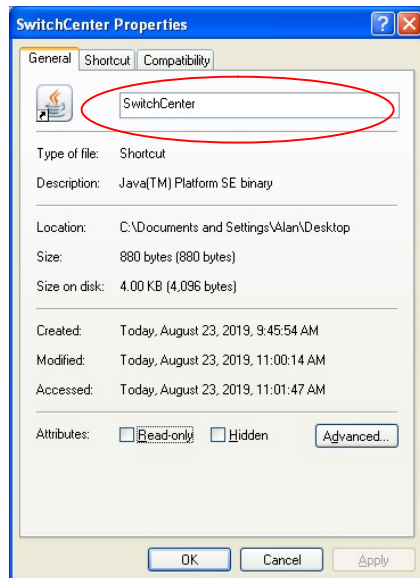 SwitchCenter Properties
General Shortcut Compatibility
SwitchCenter
Type of file: Shortcut
Description: Java(TM) Platform SE binary
Location: C:\Documents and Settings\Alan\Desktop
Size: 880 bytes (880 bytes)
Size on disk: 4.00 KB (4,096 bytes)
Created: Today, August 23, 2019, 9:45:54 AM
Modified: Today, August 23, 2019, 11:00:14 AM
Accessed: Today, August 23, 2019, 11:01:47 AM
Attributes: Read-only Hidden Advanced...
OK Cancel Apply